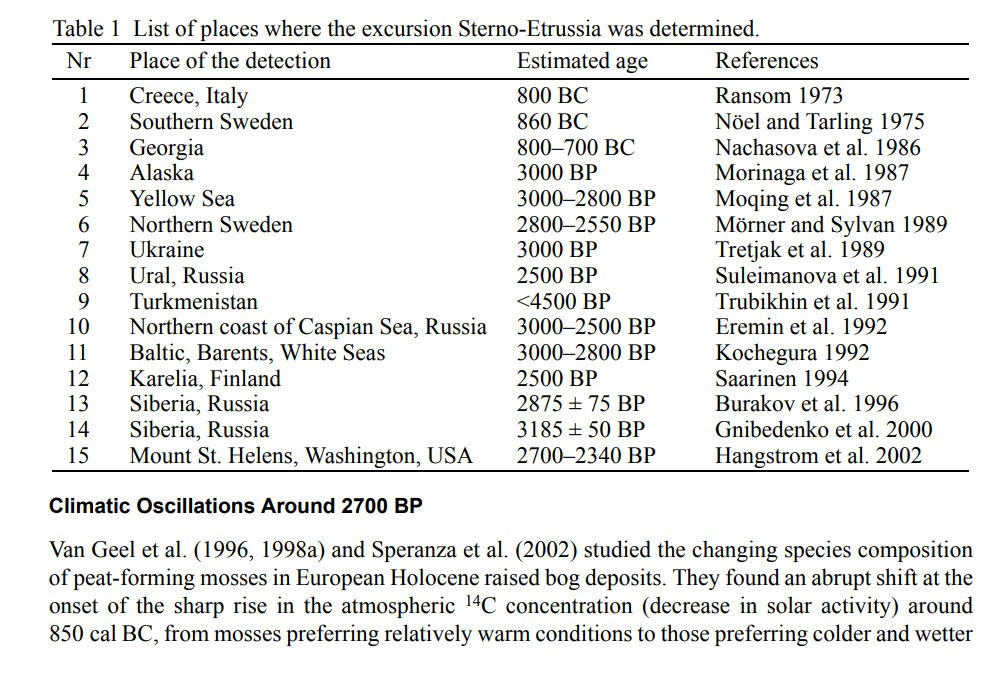 Table 1 List of places where the excursion Sterno-Etrussia was determined.
Nr Place of the detection Estimated age References
1 Creece, Italy 800 BC Ransom 1973
2 Southern Sweden 860 BC Nöel and Tarling 1975
3 Georgia 800–700 BC Nachasova et al. 1986
4 Alaska 3000 BP Morinaga et al. 1987
5 Yellow Sea 3000–2800 BP Moqing et al. 1987
6 Northern Sweden 2800–2550 BP Mörner and Sylvan 1989
7 Ukraine 3000 BP Tretjak et al. 1989
8 Ural, Russia 2500 BP Suleimanova et al. 1991
9 Turkmenistan <4500 BP Trubikhin et al. 1991
10 Northern coast of Caspian Sea, Russia 3000–2500 BP Eremin et al. 1992
11 Baltic, Barents, White Seas 3000–2800 BP Kochegura 1992
12 Karelia, Finland 2500 BP Saarinen 1994
13 Siberia, Russia 2875 ± 75 BP Burakov et al. 1996
14 Siberia, Russia 3185 ± 50 BP Gnibedenko et al. 2000
15 Mount St. Helens, Washington, USA 2700–2340 BP Hangstrom et al. 2002
Climatic Oscillations Around 2700 BP
Van Geel et al. (1996, 1998a) and Speranza et al. (2002) studied the changing species composition
of peat-forming mosses in European Holocene raised bog deposits. They found an abrupt shift at the
onset of the sharp rise in the atmospheric ¹⁴C concentration (decrease in solar activity) around
850 cal BC, from mosses preferring relatively warm conditions to those preferring colder and wetter